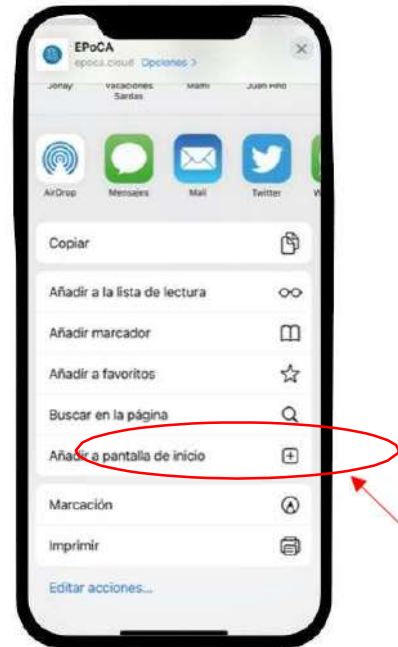 EPoCA
epoca.cloud Opciones >
Jonay Vacaciones Mami Juan Pino
Sardas
AirDrop Mensajes Mail Twitter W
Copiar
Añadir a la lista de lectura
Añadir marcador
Añadir a favoritos
Buscar en la página
Añadir a pantalla de inicio
Marcación
Imprimir
Editar acciones...